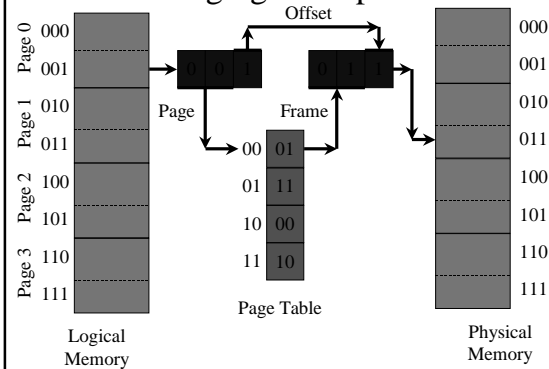 Offset
Page 0
000
001
Page 1
010
011
Page 2
100
101
Page 3
110
111
Logical
Memory
0 0 1
Page
0 1 1
Frame
00 01
01 11
10 00
11 10
Page Table
000
001
010
011
100
101
110
111
Physical
Memory